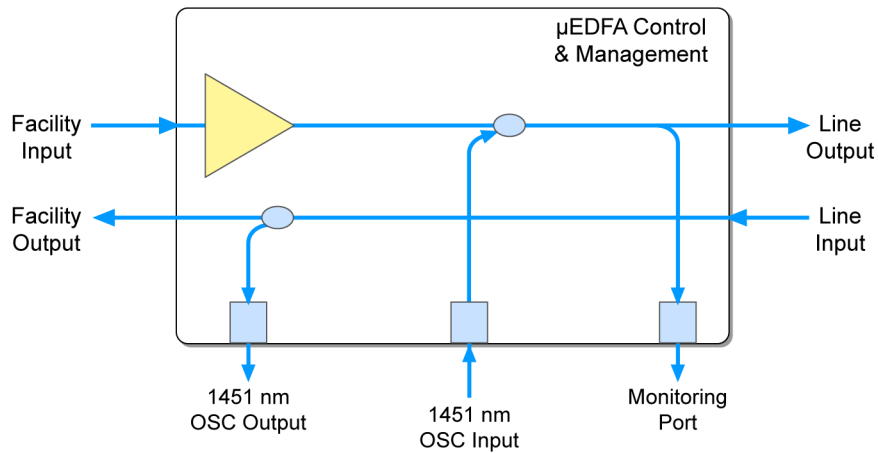 µEDFA Control
& Management
Facility
Input
Line
Output
Facility
Output
Line
Input
1451 nm
OSC Output
1451 nm
OSC Input
Monitoring
Port